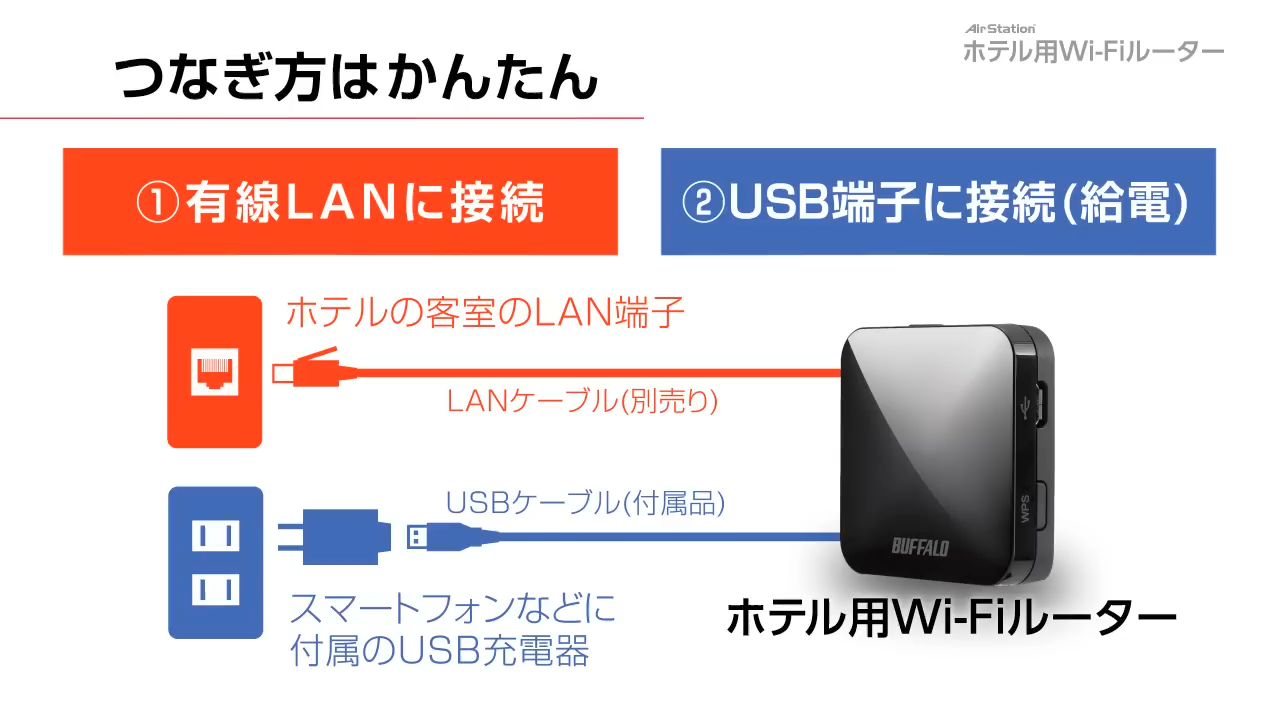 AirStation
ホテル用Wi-Fiルーター
つなぎ方はかんたん
①有線LANに接続
②USB端子に接続(給電)
ホテルの客室のLAN端子
LANケーブル(別売り)
USBケーブル(付属品)
スマートフォンなどに
付属のUSB充電器
WPS
BUFFALO
ホテル用Wi-Fiルーター